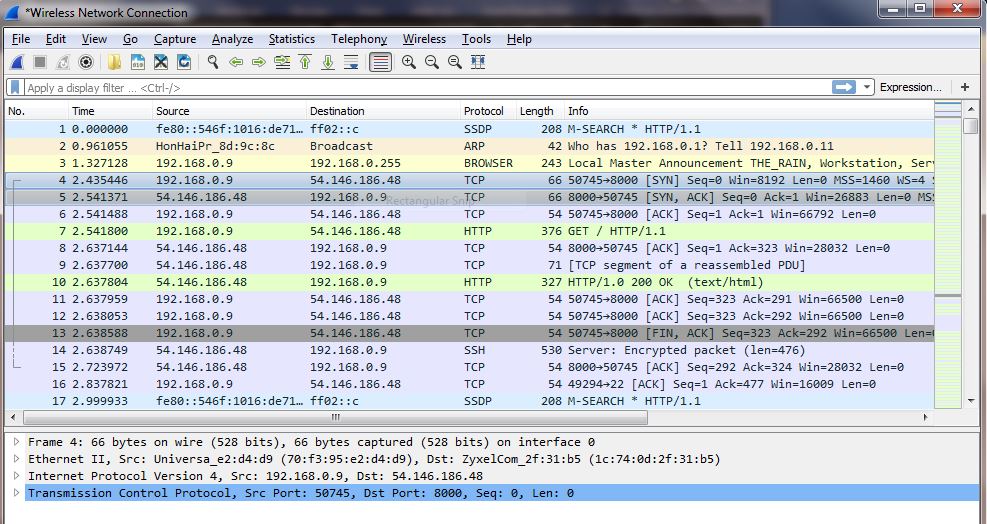 *Wireless Network Connection
File Edit View Go Capture Analyze Statistics Telephony Wireless Tools Help
Apply a display filter ... <Ctrl-/> Expression... +
No. Time Source Destination Protocol Length Info
1 0.000000 fe80::546f:1016:de71… ff02::c SSDP 208 M-SEARCH * HTTP/1.1
2 0.961055 HonHaiPr_8d:9c:8c Broadcast ARP 42 Who has 192.168.0.1? Tell 192.168.0.11
3 1.327128 192.168.0.9 192.168.0.255 BROWSER 243 Local Master Announcement THE_RAIN, Workstation, Ser
4 2.435446 192.168.0.9 54.146.186.48 TCP 66 50745→8000 [SYN] Seq=0 Win=8192 Len=0 MSS=1460 WS=4 S
5 2.541371 54.146.186.48 192.168.0.9 TCP 66 8000→50745 [SYN, ACK] Seq=0 Ack=1 Win=26883 Len=0 MS
Rectangular Snip
6 2.541488 192.168.0.9 54.146.186.48 TCP 54 50745→8000 [ACK] Seq=1 Ack=1 Win=66792 Len=0
7 2.541800 192.168.0.9 54.146.186.48 HTTP 376 GET / HTTP/1.1
8 2.637144 54.146.186.48 192.168.0.9 TCP 54 8000→50745 [ACK] Seq=1 Ack=323 Win=28032 Len=0
9 2.637700 54.146.186.48 192.168.0.9 TCP 71 [TCP segment of a reassembled PDU]
10 2.637804 54.146.186.48 192.168.0.9 HTTP 327 HTTP/1.0 200 OK (text/html)
11 2.637959 192.168.0.9 54.146.186.48 TCP 54 50745→8000 [ACK] Seq=323 Ack=291 Win=66500 Len=0
12 2.638053 192.168.0.9 54.146.186.48 TCP 54 50745→8000 [ACK] Seq=323 Ack=292 Win=66500 Len=0
13 2.638588 192.168.0.9 54.146.186.48 TCP 54 50745→8000 [FIN, ACK] Seq=323 Ack=292 Win=66500 Len=
14 2.638749 54.146.186.48 192.168.0.9 SSH 530 Server: Encrypted packet (len=476)
15 2.723972 54.146.186.48 192.168.0.9 TCP 54 8000→50745 [ACK] Seq=292 Ack=324 Win=28032 Len=0
16 2.837821 192.168.0.9 54.146.186.48 TCP 54 49294→22 [ACK] Seq=1 Ack=477 Win=16009 Len=0
17 2.999933 fe80::546f:1016:de71… ff02::c SSDP 208 M-SEARCH * HTTP/1.1
Frame 4: 66 bytes on wire (528 bits), 66 bytes captured (528 bits) on interface 0
Ethernet II, Src: Universa_e2:d4:d9 (70:f3:95:e2:d4:d9), Dst: ZyxelCom_2f:31:b5 (1c:74:0d:2f:31:b5)
Internet Protocol Version 4, Src: 192.168.0.9, Dst: 54.146.186.48
Transmission Control Protocol, Src Port: 50745, Dst Port: 8000, Seq: 0, Len: 0